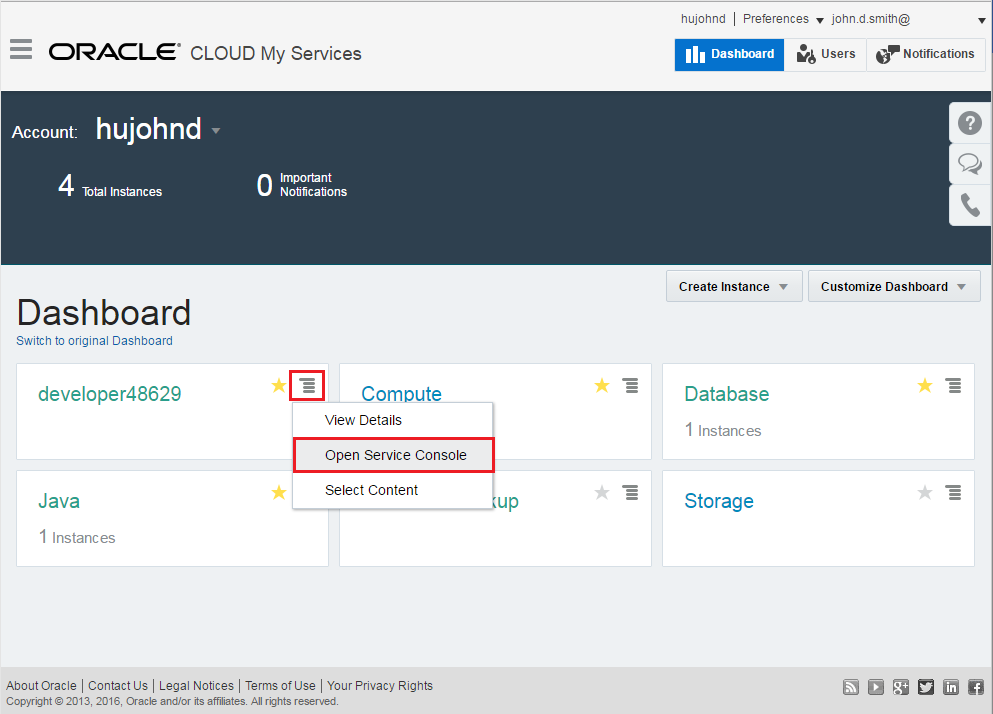 hujohnd | Preferences john.d.smith@
ORACLE® CLOUD My Services
Dashboard Users Notifications
Account: hujohnd
4 Total Instances
0 Important
Notifications
Create Instance Customize Dashboard
Dashboard
Switch to original Dashboard
developer48629
Compute
Database
1 Instances
View Details
Open Service Console
Select Content
Java
1 Instances
kup
Storage
About Oracle | Contact Us | Legal Notices | Terms of Use | Your Privacy Rights
Copyright © 2013, 2016, Oracle and/or its affiliates. All rights reserved.